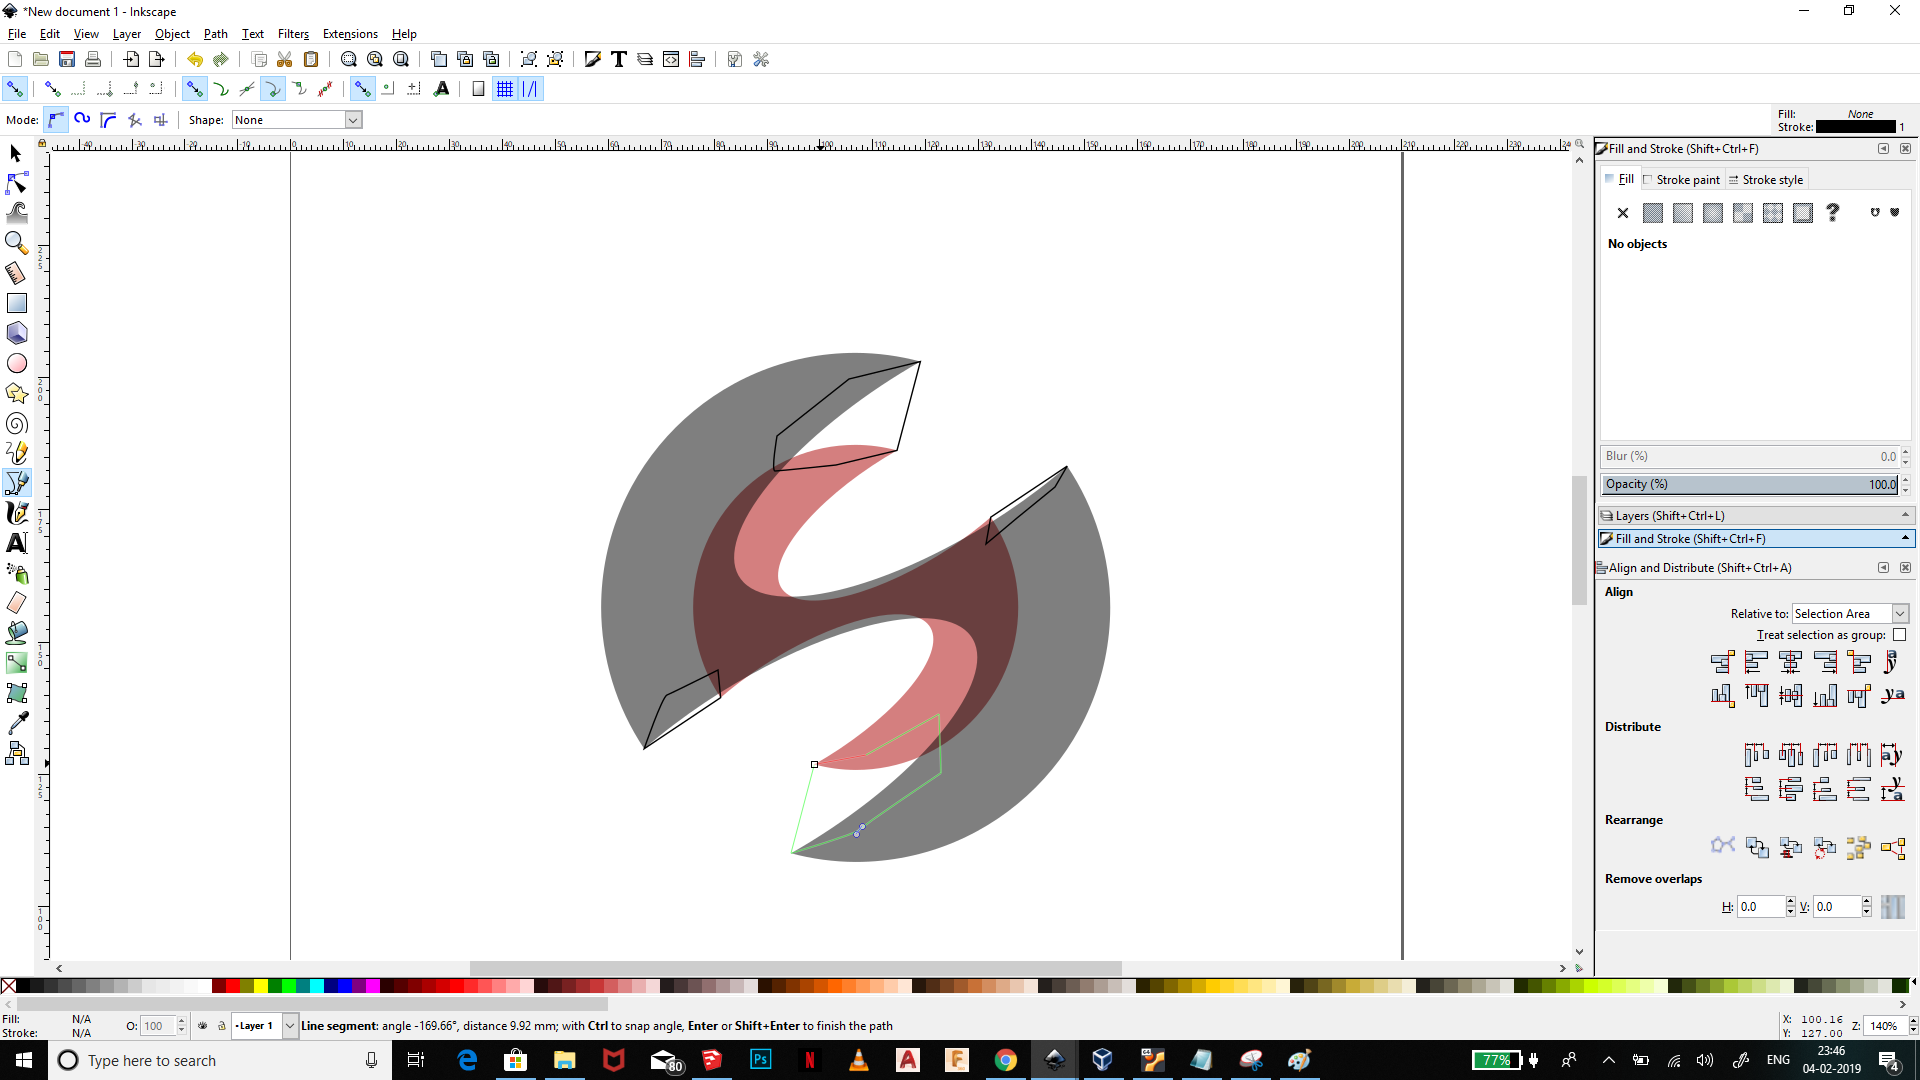 *New document 1 - Inkscape
File Edit View Layer Object Path Text Filters Extensions Help
Mode: Shape: None
Fill: None
Stroke: 1
Fill and Stroke (Shift+Ctrl+F)
Fill Stroke paint Stroke style
No objects
Blur (%) 0.0
Opacity (%) 100.0
Layers (Shift+Ctrl+L)
Fill and Stroke (Shift+Ctrl+F)
Align and Distribute (Shift+Ctrl+A)
Align
Relative to: Selection Area
Treat selection as group:
Distribute
Rearrange
Remove overlaps
H: 0.0 V: 0.0
Fill: N/A
Stroke: N/A
O: 100
Layer 1
Line segment: angle -169.66°, distance 9.92 mm; with Ctrl to snap angle, Enter or Shift+Enter to finish the path
X: 100.16
Y: 127.00
Z: 140%
Type here to search
80
Ps
77%
ENG
23:46
04-02-2019
4